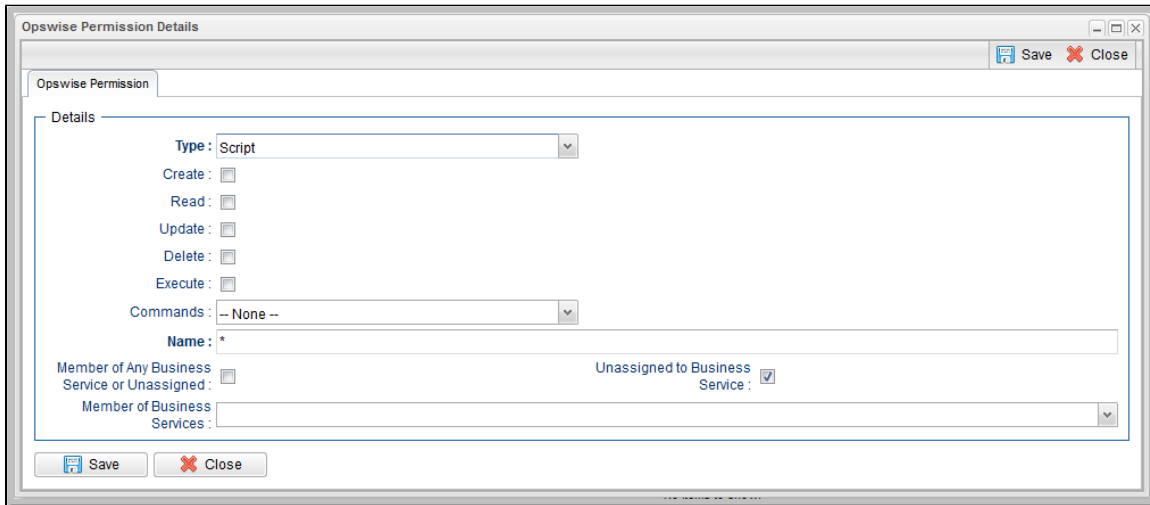 Opswise Permission Details
Save Close
Opswise Permission
Details
Type : Script
Create :
Read :
Update :
Delete :
Execute :
Commands : -- None --
Name : *
Member of Any Business Service or Unassigned :
Unassigned to Business Service :
Member of Business Services :
Save Close